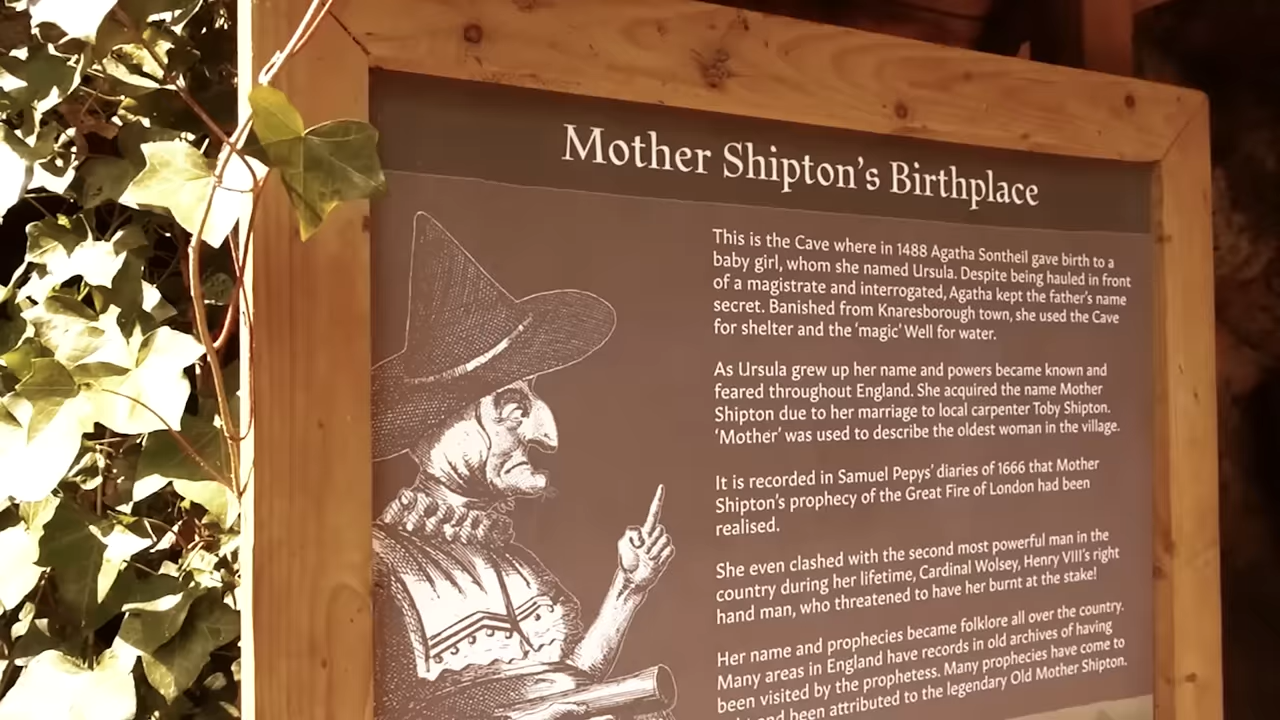 Mother Shipton's Birthplace
This is the Cave where in 1488 Agatha Sontheil gave birth to a
baby girl, whom she named Ursula. Despite being hauled in front
of a magistrate and interrogated, Agatha kept the father's name
secret. Banished from Knaresborough town, she used the Cave
for shelter and the 'magic' Well for water.
As Ursula grew up her name and powers became known and
feared throughout England. She acquired the name Mother
Shipton due to her marriage to local carpenter Toby Shipton.
'Mother' was used to describe the oldest woman in the village.
It is recorded in Samuel Pepys' diaries of 1666 that Mother
Shipton's prophecy of the Great Fire of London had been
realised.
She even clashed with the second most powerful man in the
country during her lifetime, Cardinal Wolsey, Henry VIII's right
hand man, who threatened to have her burnt at the stake!
Her name and prophecies became folklore all over the country.
Many areas in England have records in old archives of having
been visited by the prophetess. Many prophecies have come to
and been attributed to the legendary Old Mother Shipton.